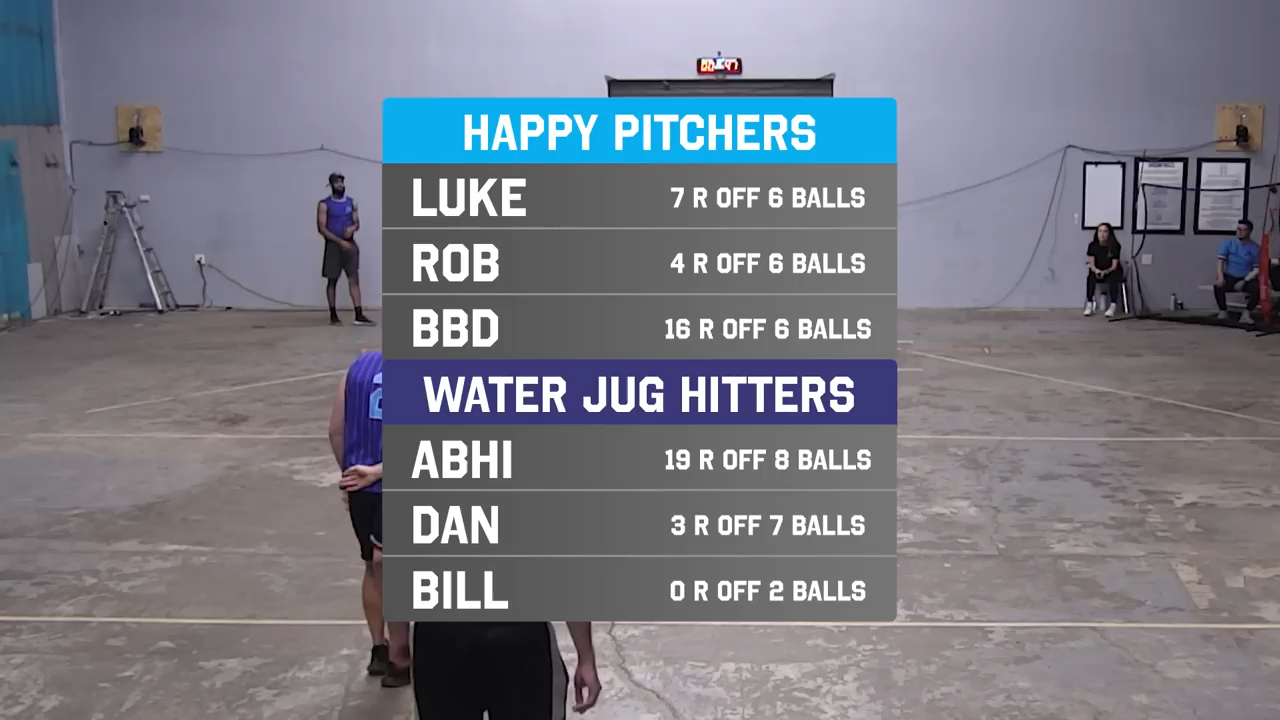 HAPPY PITCHERS
LUKE 7 R OFF 6 BALLS
ROB 4 R OFF 6 BALLS
BBD 16 R OFF 6 BALLS
WATER JUG HITTERS
ABHI 19 R OFF 8 BALLS
DAN 3 R OFF 7 BALLS
BILL 0 R OFF 2 BALLS